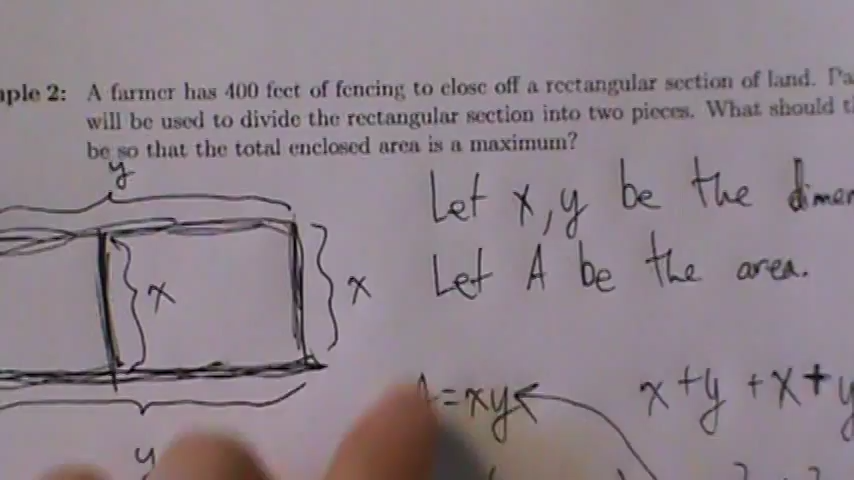 ple 2: A farmer has 400 feet of fencing to close off a rectangular section of land. Pa
will be used to divide the rectangular section into two pieces. What should t
be so that the total enclosed area is a maximum?
y
Let x, y be the dimen
x
x
Let A be the area.
A = xy
x + y + x + y
y